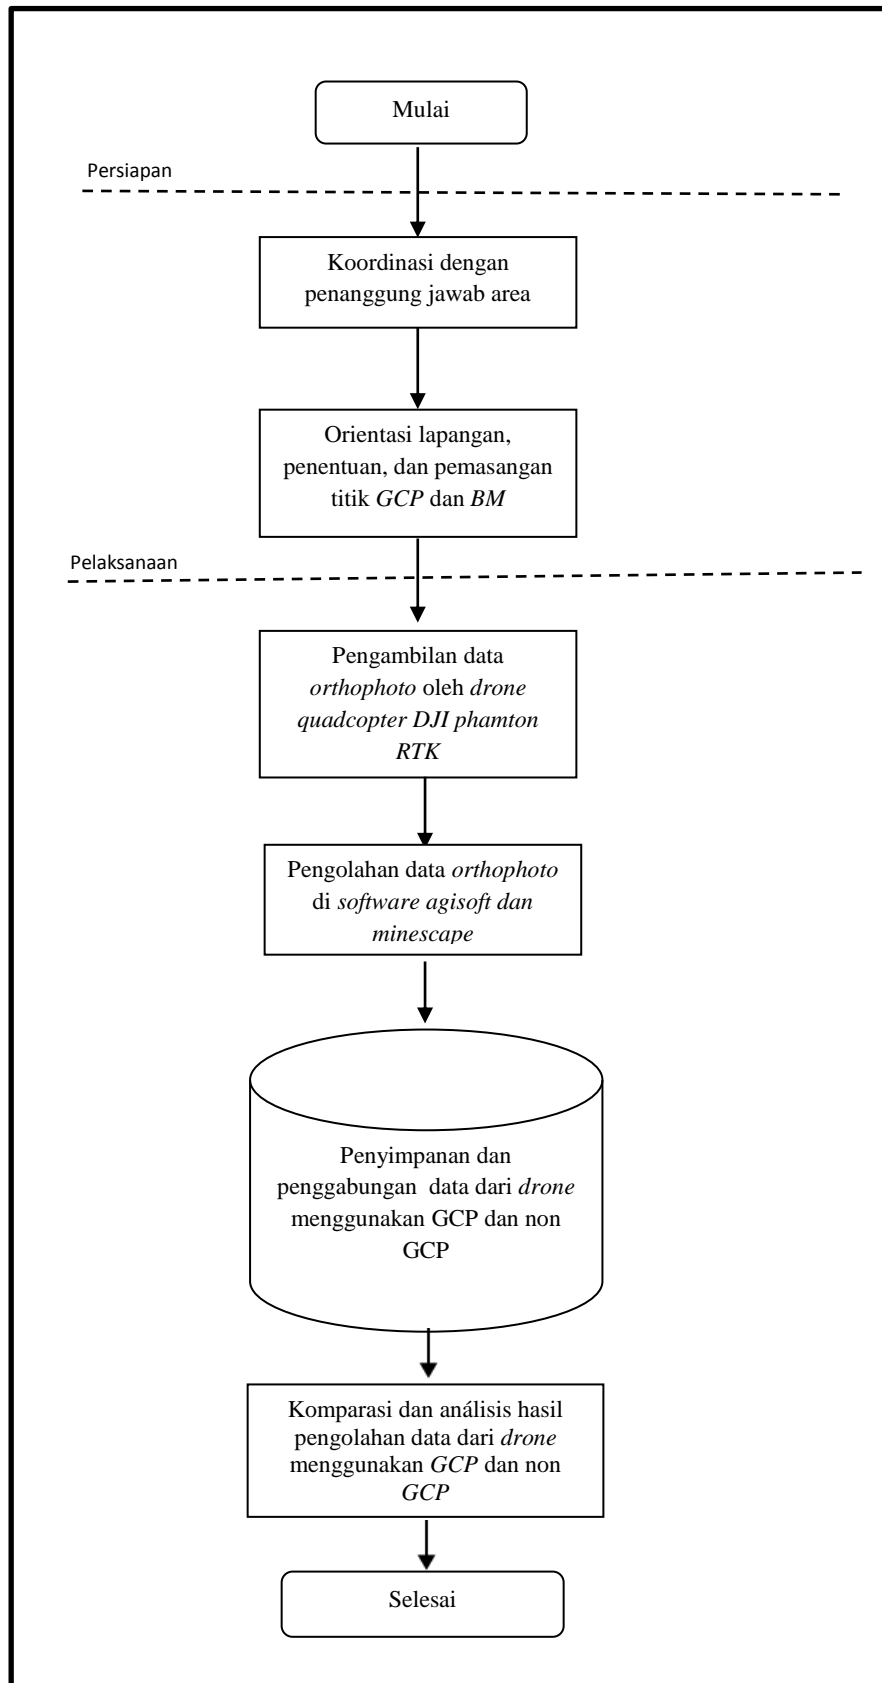 Mulai
Persiapan
Koordinasi dengan
penanggung jawab area
Orientasi lapangan,
penentuan, dan pemasangan
titik GCP dan BM
Pelaksanaan
Pengambilan data
orthophoto oleh drone
quadcopter DJI phamton
RTK
Pengolahan data orthophoto
di software agisoft dan
minescape
Penyimpanan dan
penggabungan data dari drone
menggunakan GCP dan non
GCP
Komparasi dan análisis hasil
pengolahan data dari drone
menggunakan GCP dan non
GCP
Selesai